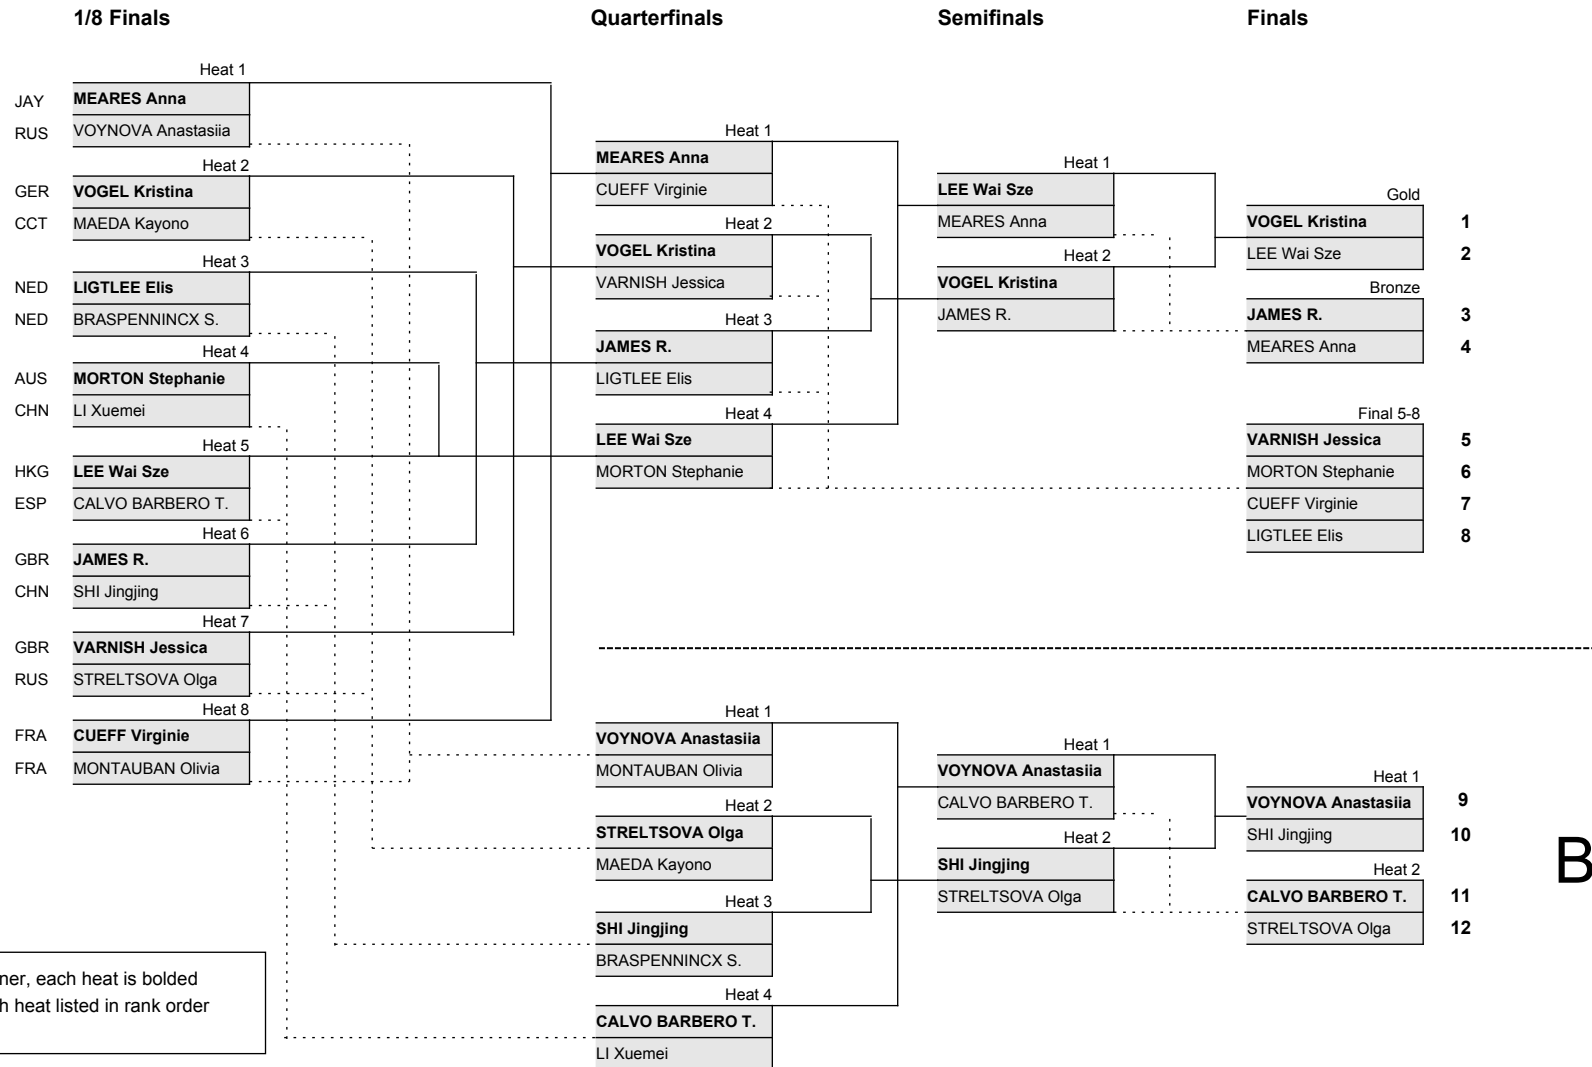 1/8 Finals Quarterfinals Semifinals Finals
Heat 1
JAY MEARES Anna
RUS VOYNOVA Anastasiia
Heat 2
GER VOGEL Kristina
CCT MAEDA Kayono
Heat 3
NED LIGTLEE Elis
NED BRASPENNINCX S.
Heat 4
AUS MORTON Stephanie
CHN LI Xuemei
Heat 5
HKG LEE Wai Sze
ESP CALVO BARBERO T.
Heat 6
GBR JAMES R.
CHN SHI Jingjing
Heat 7
GBR VARNISH Jessica
RUS STRELTSOVA Olga
Heat 8
FRA CUEFF Virginie
FRA MONTAUBAN Olivia
Heat 1
MEARES Anna
CUEFF Virginie
Heat 2
VOGEL Kristina
VARNISH Jessica
Heat 3
JAMES R.
LIGTLEE Elis
Heat 4
LEE Wai Sze
MORTON Stephanie
Heat 1
LEE Wai Sze
MEARES Anna
Heat 2
VOGEL Kristina
JAMES R.
Gold
VOGEL Kristina 1
LEE Wai Sze 2
Bronze
JAMES R. 3
MEARES Anna 4
Final 5-8
VARNISH Jessica 5
MORTON Stephanie 6
CUEFF Virginie 7
LIGTLEE Elis 8
Heat 1
VOYNOVA Anastasiia
MONTAUBAN Olivia
Heat 2
STRELTSOVA Olga
MAEDA Kayono
Heat 3
SHI Jingjing
BRASPENNINCX S.
Heat 4
CALVO BARBERO T.
LI Xuemei
Heat 1
VOYNOVA Anastasiia
CALVO BARBERO T.
Heat 2
SHI Jingjing
STRELTSOVA Olga
Heat 1
VOYNOVA Anastasiia 9
SHI Jingjing 10
Heat 2
CALVO BARBERO T. 11
STRELTSOVA Olga 12
B
ner, each heat is bolded
h heat listed in rank order